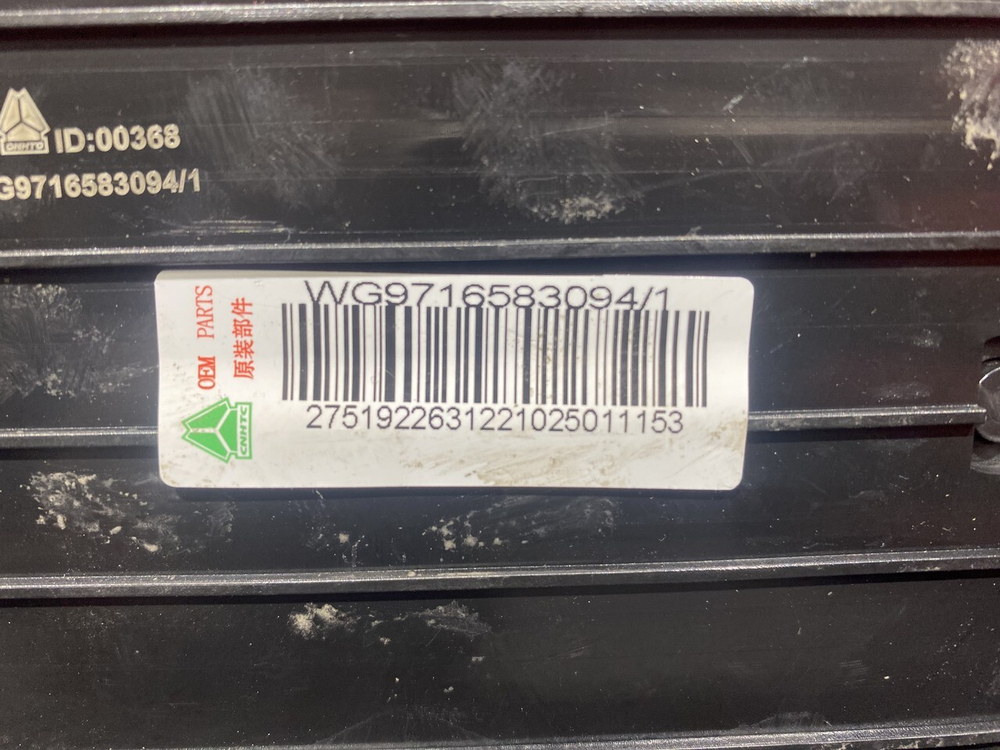 CNHTC
ID:00368
G9716583094/1
WG9716583094/1
OEM PARTS
原装部件
CNHTC
2751922631221025011153